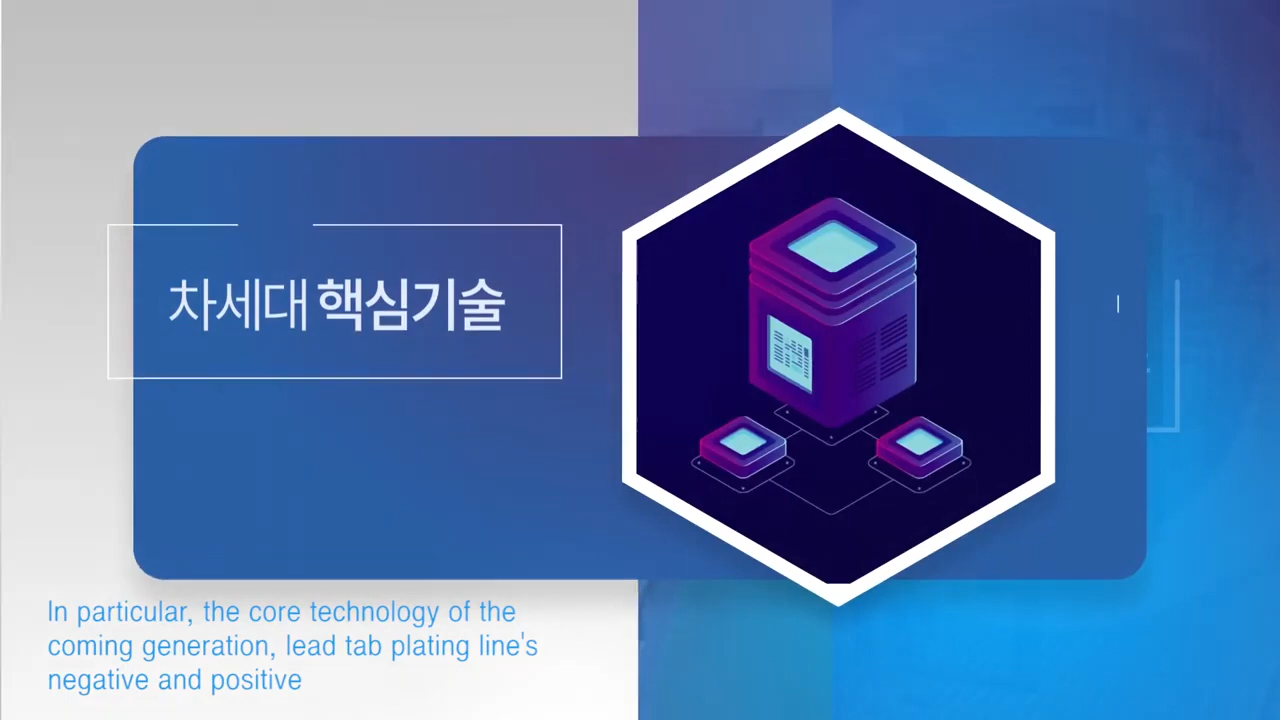 차세대 핵심기술
In particular, the core technology of the
coming generation, lead tab plating line's
negative and positive